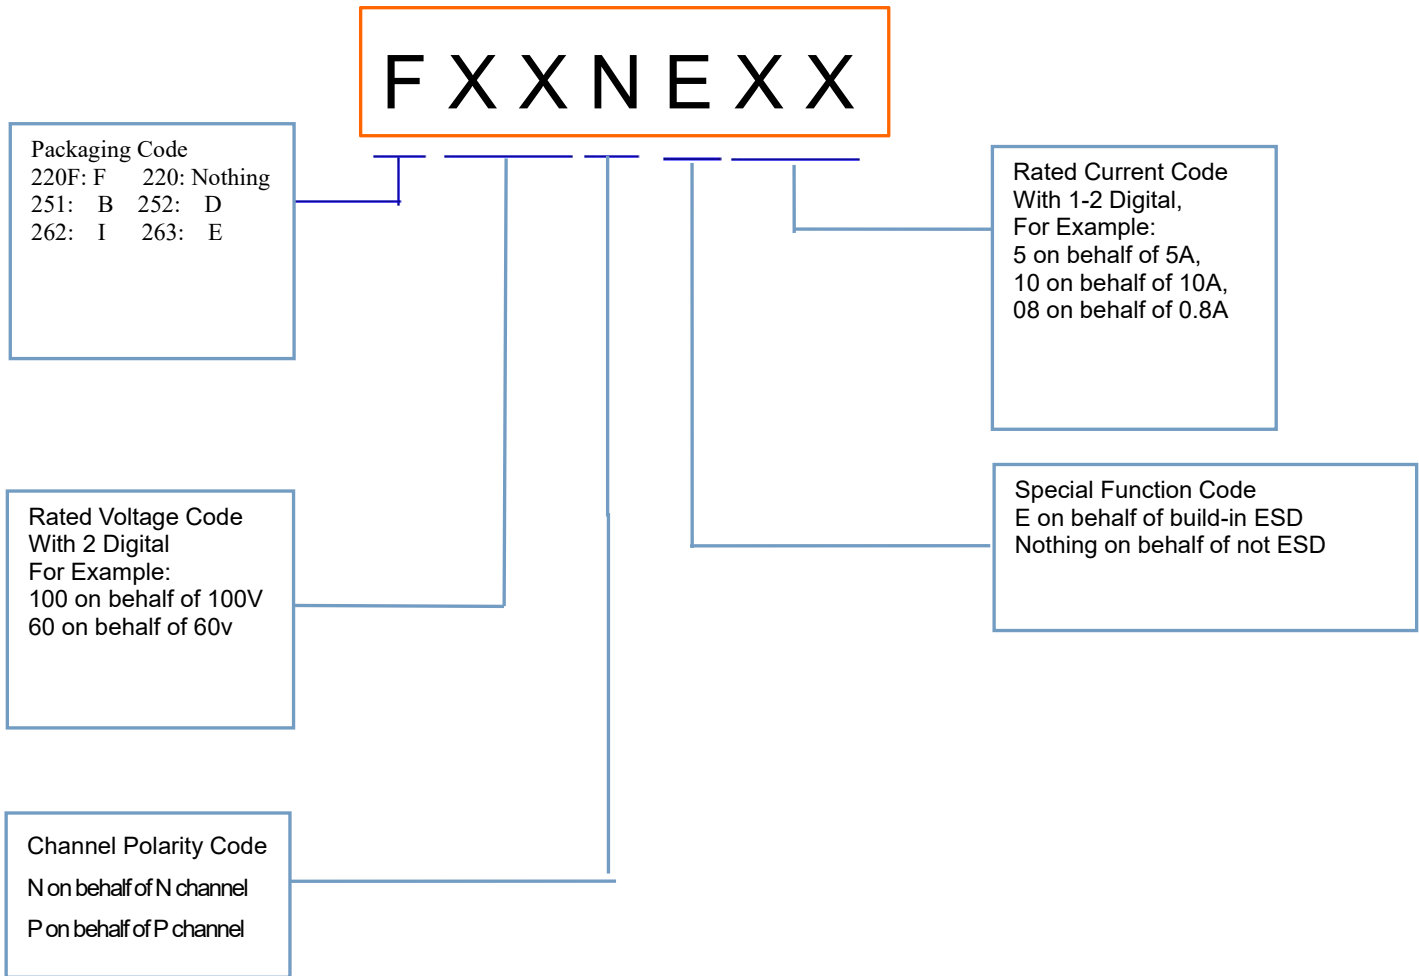 F X X N E X X
Packaging Code
220F: F 220: Nothing
251: B 252: D
262: I 263: E
Rated Current Code
With 1-2 Digital,
For Example:
5 on behalf of 5A,
10 on behalf of 10A,
08 on behalf of 0.8A
Rated Voltage Code
With 2 Digital
For Example:
100 on behalf of 100V
60 on behalf of 60v
Special Function Code
E on behalf of build-in ESD
Nothing on behalf of not ESD
Channel Polarity Code
N on behalf of N channel
P on behalf of P channel